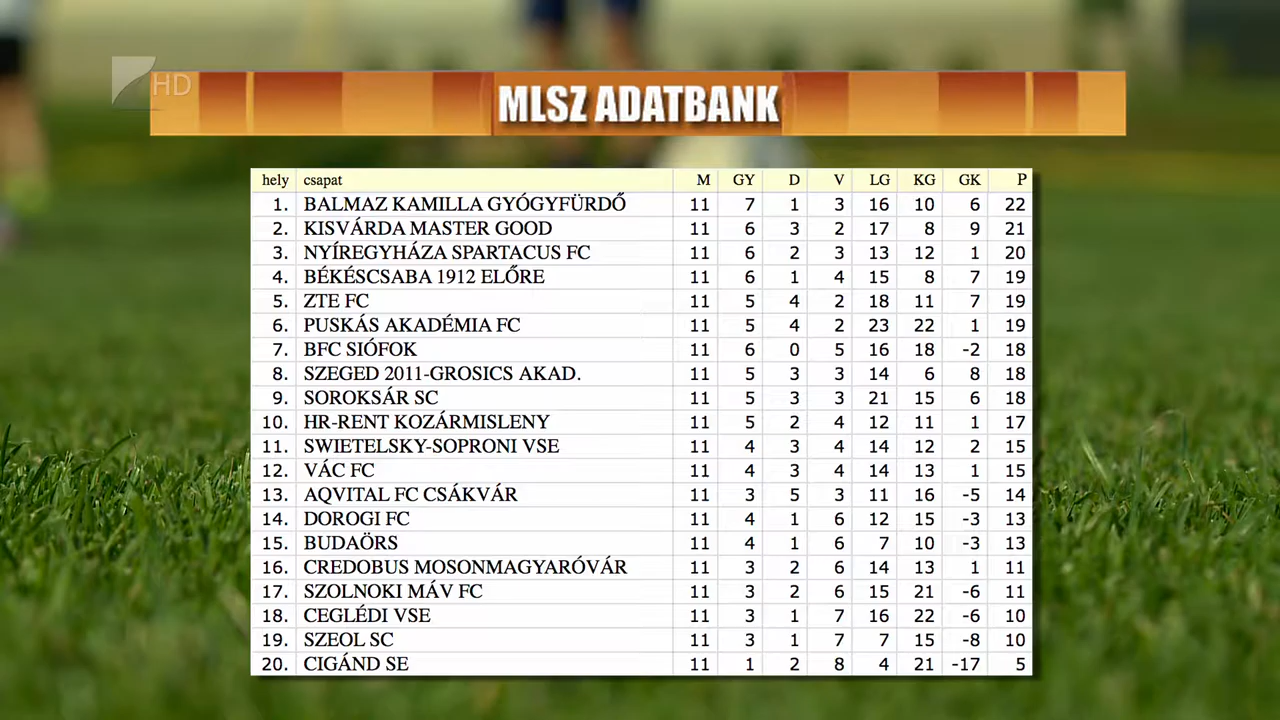 HD
MLSZ ADATBANK
hely csapat M GY D V LG KG GK P
1. BALMAZ KAMILLA GYÓGYFÜRDŐ 11 7 1 3 16 10 6 22
2. KISVÁRDA MASTER GOOD 11 6 3 2 17 8 9 21
3. NYÍREGYHÁZA SPARTACUS FC 11 6 2 3 13 12 1 20
4. BÉKÉSCSABA 1912 ELŐRE 11 6 1 4 15 8 7 19
5. ZTE FC 11 5 4 2 18 11 7 19
6. PUSKÁS AKADÉMIA FC 11 5 4 2 23 22 1 19
7. BFC SIÓFOK 11 6 0 5 16 18 -2 18
8. SZEGED 2011-GROSICS AKAD. 11 5 3 3 14 6 8 18
9. SOROKSÁR SC 11 5 3 3 21 15 6 18
10. HR-RENT KOZÁRMISLENY 11 5 2 4 12 11 1 17
11. SWIETELSKY-SOPRONI VSE 11 4 3 4 14 12 2 15
12. VÁC FC 11 4 3 4 14 13 1 15
13. AQVITAL FC CSÁKVÁR 11 3 5 3 11 16 -5 14
14. DOROGI FC 11 4 1 6 12 15 -3 13
15. BUDAÖRS 11 4 1 6 7 10 -3 13
16. CREDOBUS MOSONMAGYARÓVÁR 11 3 2 6 14 13 1 11
17. SZOLNOKI MÁV FC 11 3 2 6 15 21 -6 11
18. CEGLÉDI VSE 11 3 1 7 16 22 -6 10
19. SZEOL SC 11 3 1 7 7 15 -8 10
20. CIGÁND SE 11 1 2 8 4 21 -17 5